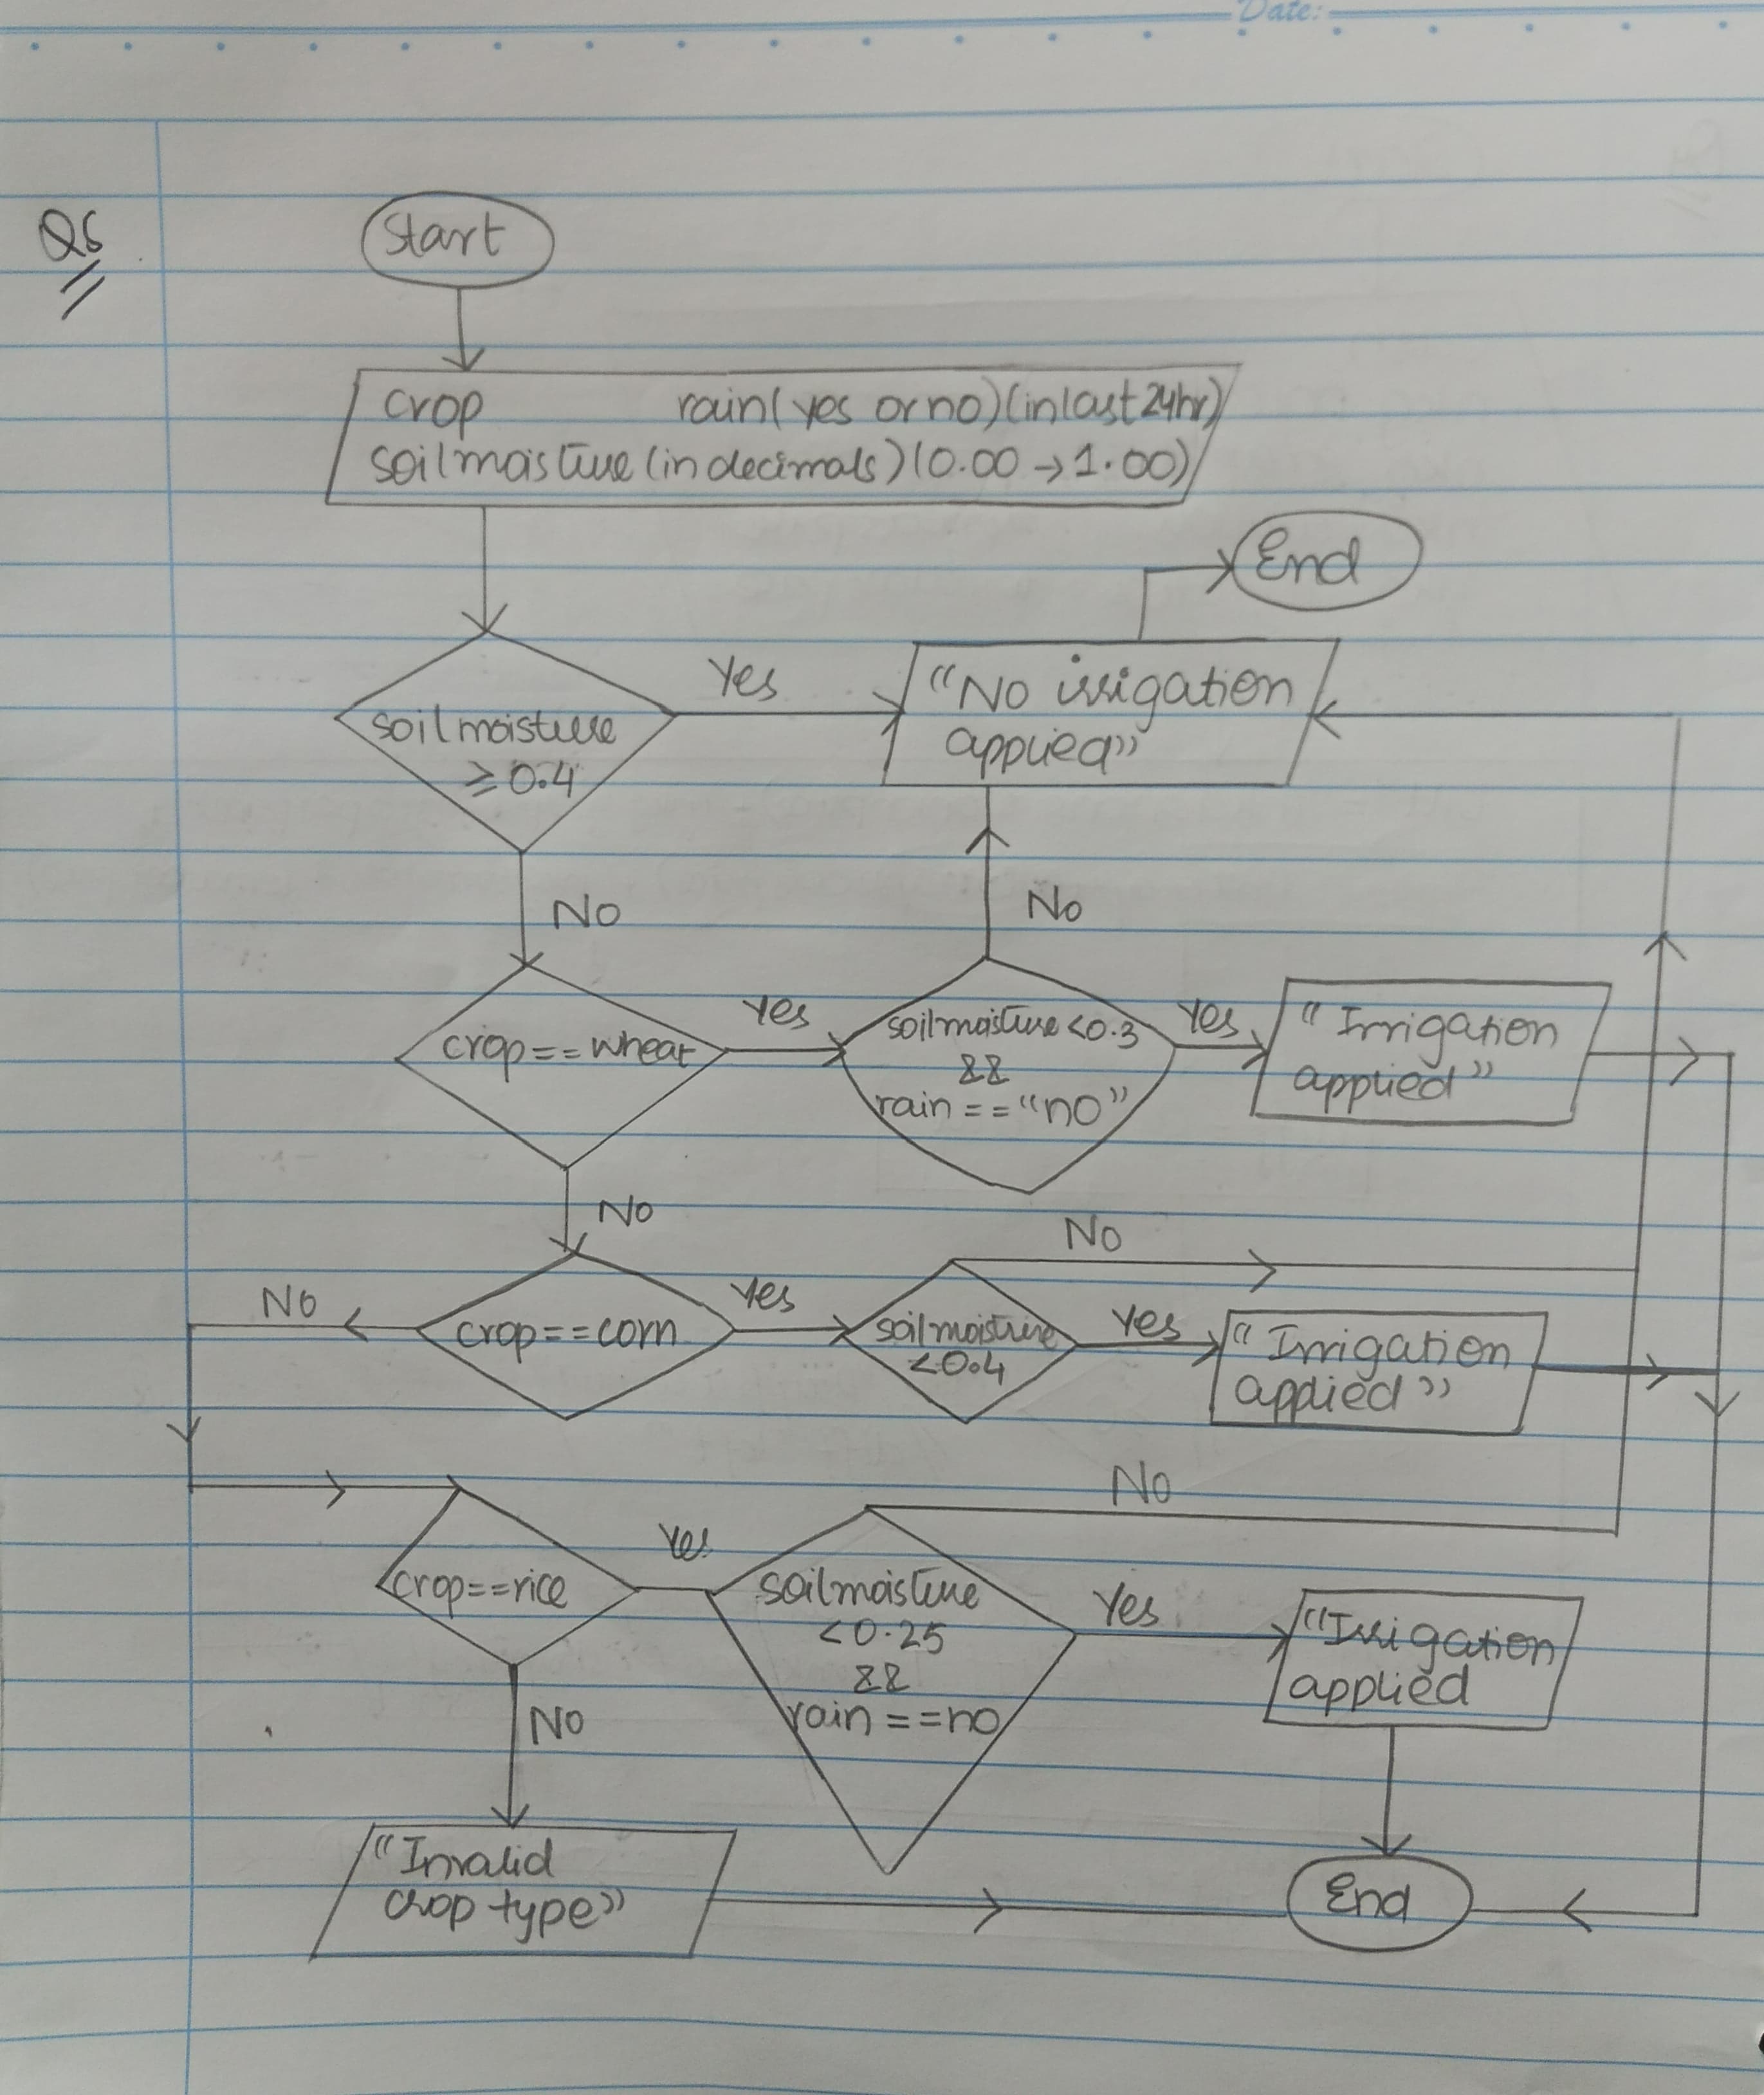 Date:
Q6
Start
crop rain(yes or no)(in last 24hr)
soilmoisture(in decimals)(0.00→1.00)
End
soilmoisture
≥0.4
Yes
"No irrigation
applied"
No
No
crop==wheat
Yes
soilmoisture<0.3
&&
rain=="no"
Yes
"Irrigation
applied"
No
No
No
crop==corn
Yes
soilmoisture
<0.4
Yes
"Irrigation
applied"
No
crop==rice
Yes
soilmoisture
<0.25
&&
rain==no
Yes
"Irrigation
applied
No
"Invalid
crop type"
End